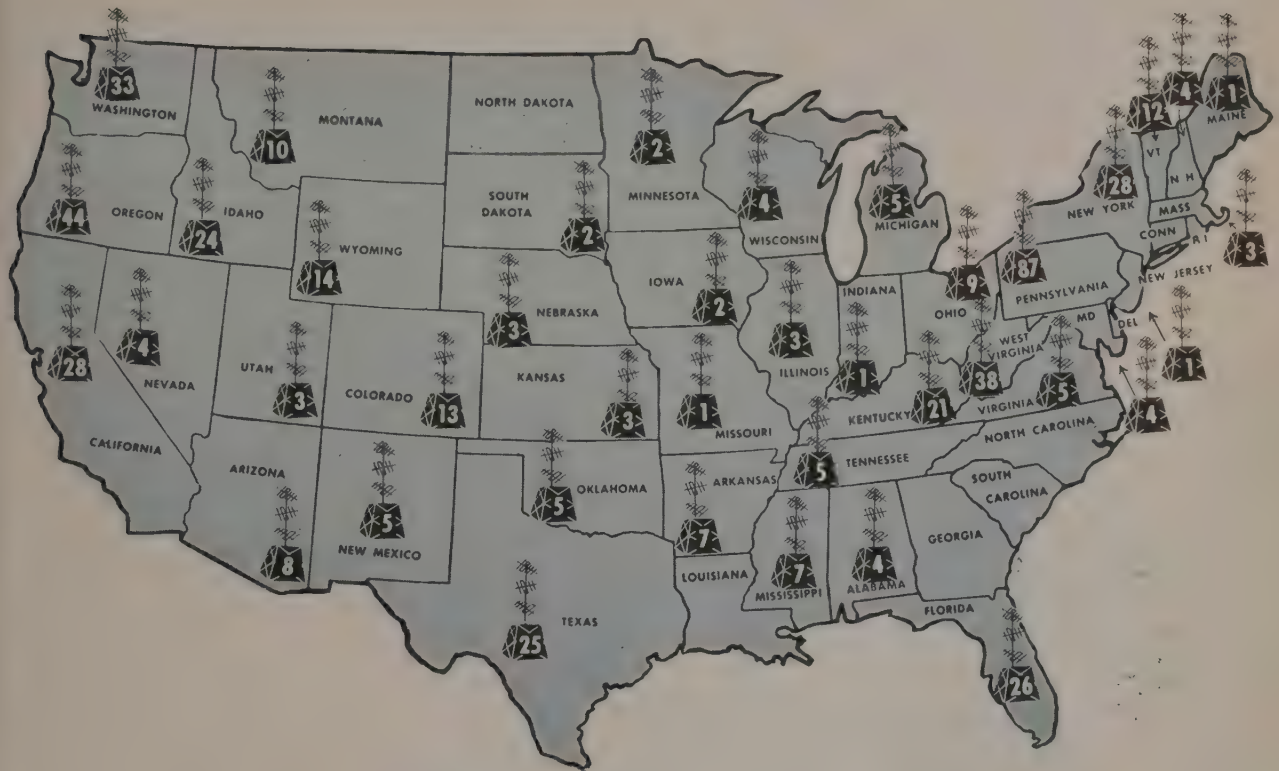 33
WASHINGTON
10
MONTANA
NORTH DAKOTA
2
MINNESOTA
4
WISCONSIN
5
MICHIGAN
12
4
1
MAINE
VT
N H
28
NEW YORK
MASS
CONN
R I
3
44
OREGON
24
IDAHO
14
WYOMING
SOUTH
DAKOTA
2
IOWA
2
9
OHIO
87
PENNSYLVANIA
NEW JERSEY
MD
DEL
1
28
CALIFORNIA
4
NEVADA
UTAH
3
COLORADO
13
3
NEBRASKA
KANSAS
3
3
ILLINOIS
INDIANA
1
WEST
VIRGINIA
38
VIRGINIA
5
4
1
MISSOURI
KENTUCKY
21
5
TENNESSEE
NORTH CAROLINA
SOUTH
CAROLINA
ARIZONA
8
5
NEW MEXICO
5
OKLAHOMA
7
ARKANSAS
LOUISIANA
7
MISSISSIPPI
4
ALABAMA
GEORGIA
25
TEXAS
FLORIDA
26